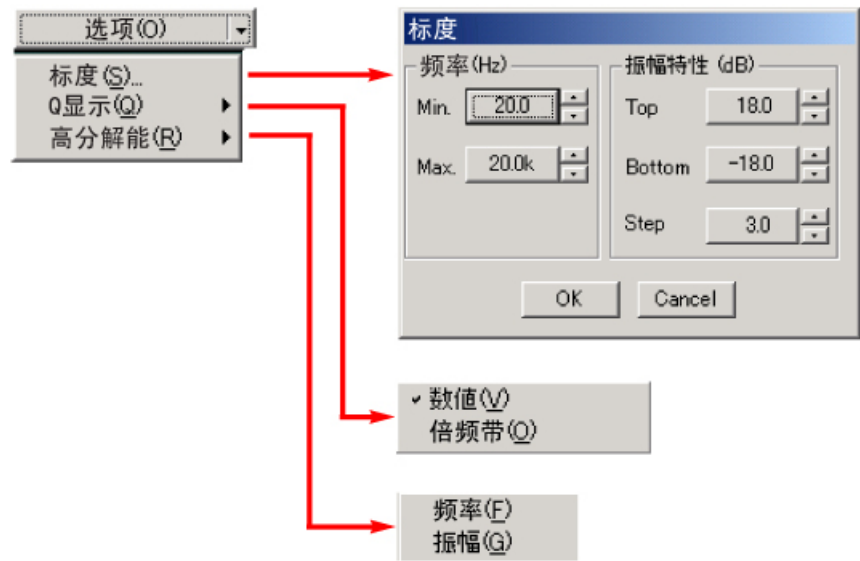 选项(O)
标度(S)...
Q显示(Q)
高分解能(R)
标度
频率(Hz)
Min. 20.0
Max. 20.0k
振幅特性 (dB)
Top 18.0
Bottom -18.0
Step 3.0
OK Cancel
数値(V)
倍频带(O)
频率(F)
振幅(G)